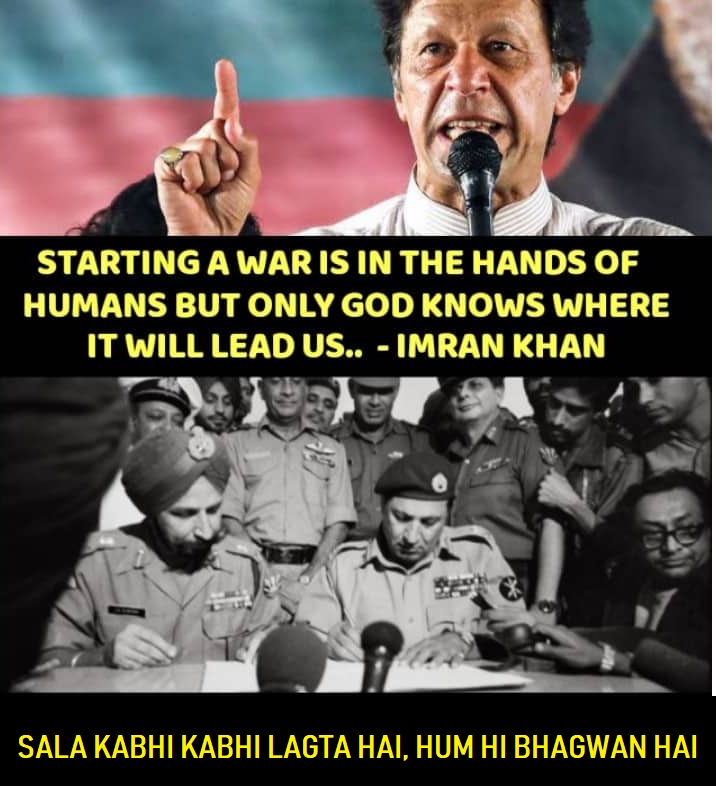 STARTING A WAR IS IN THE HANDS OF
HUMANS BUT ONLY GOD KNOWS WHERE
IT WILL LEAD US.. - IMRAN KHAN
SALA KABHI KABHI LAGTA HAI, HUM HI BHAGWAN HAI